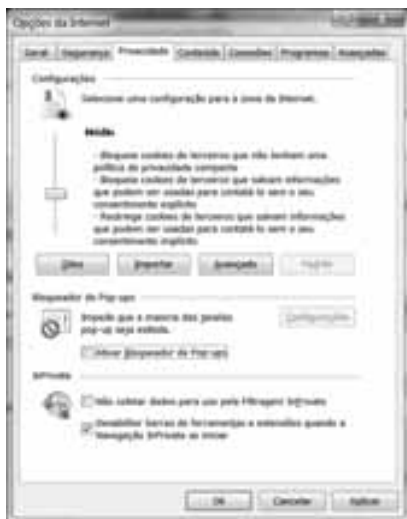 Opções da Internet
Geral Segurança Privacidade Conteúdo Conexões Programas Avançadas
Configurações
Selecione uma configuração para a zona da Internet.
Médio
- Bloqueia cookies de terceiros que não tenham uma
política de privacidade compacta
- Bloqueia cookies de terceiros que salvam informações
que podem ser usadas para contatá-lo sem o seu
consentimento explícito
- Restringe cookies de terceiros que salvam informações
que podem ser usadas para contatá-lo sem o seu
consentimento explícito
Sites Importar Avançado Padrão
Bloqueador de Pop-ups
Impede que a maioria das janelas
pop-up seja exibida.
Configurações
Ativar Bloqueador de Pop-ups
InPrivate
Não coletar dados para uso pela Filtragem InPrivate
Desabilitar barras de ferramentas e extensões quando a
Navegação InPrivate se iniciar
OK Cancelar Aplicar